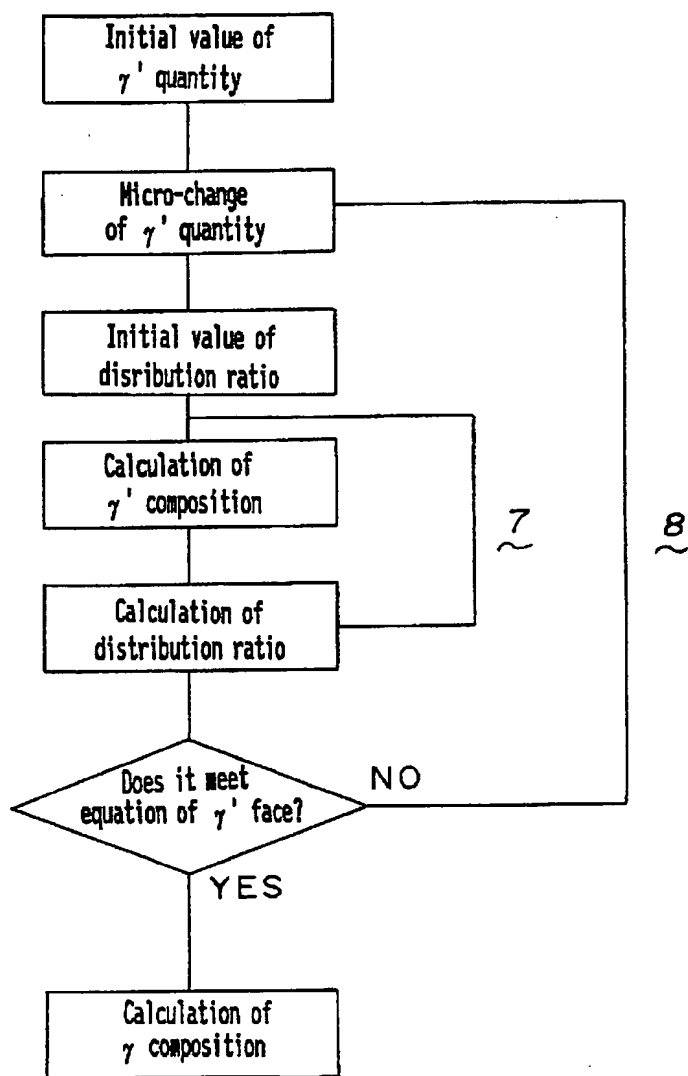 Initial value of
γ' quantity
Micro-change
of γ' quantity
Initial value of
disribution ratio
Calculation of
γ' composition
7
8
Calculation of
distribution ratio
Does it meet
equation of γ' face?
NO
YES
Calculation of
γ composition